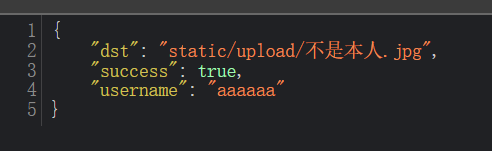 1 {
2     "dst": "static/upload/不是本人.jpg",
3     "success": true,
4     "username": "aaaaaa"
5 }